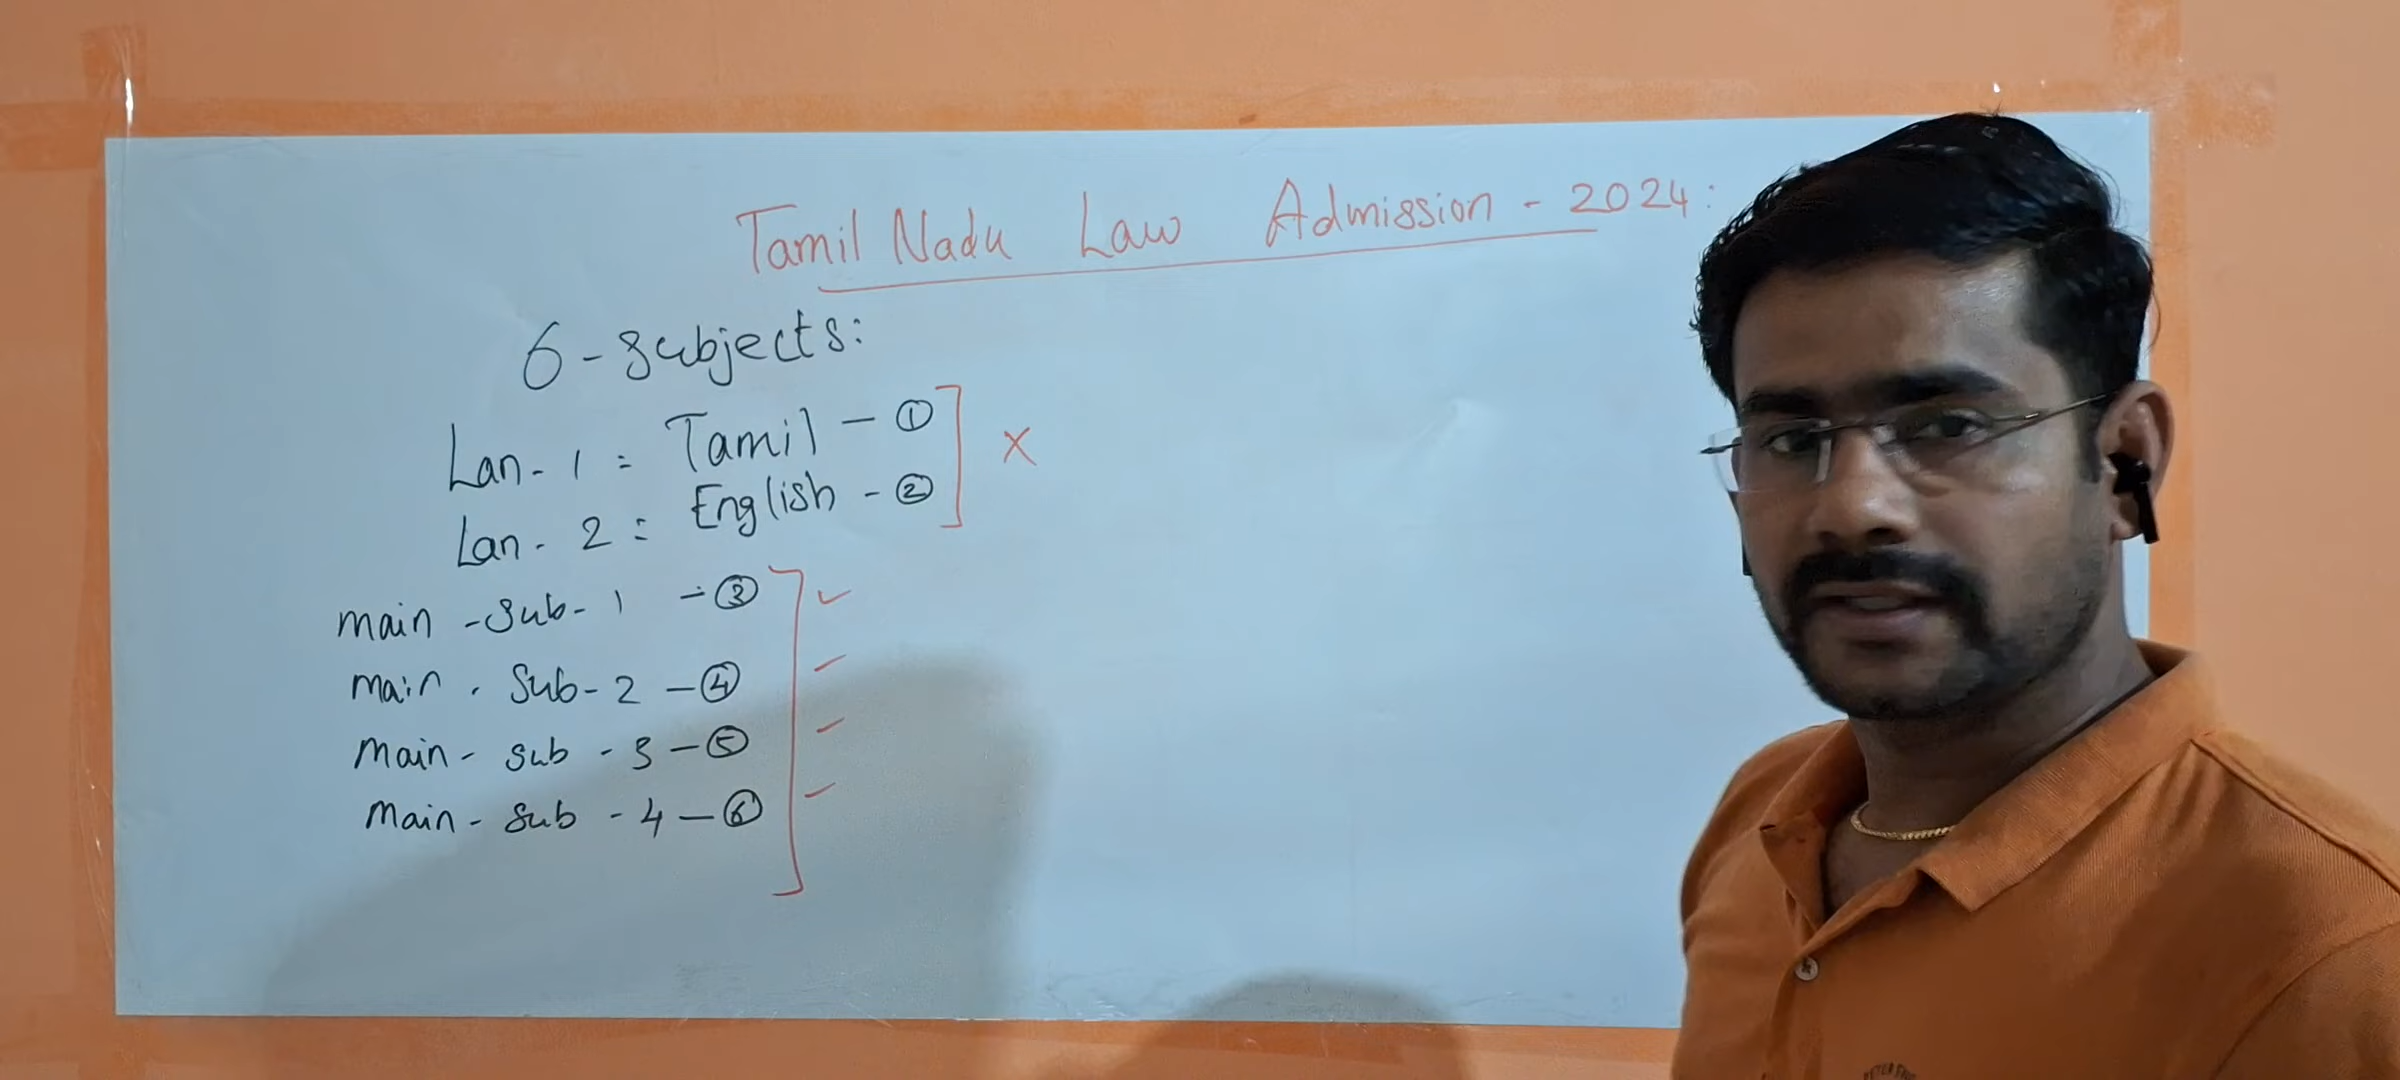 Tamil Nadu Law Admission - 2024:
6 - Subjects:
Lan - 1 = Tamil - ①
Lan - 2 = English - ②
X
main - Sub - 1 - ③
main - Sub - 2 - ④
main - sub - 3 - ⑤
main - sub - 4 - ⑥